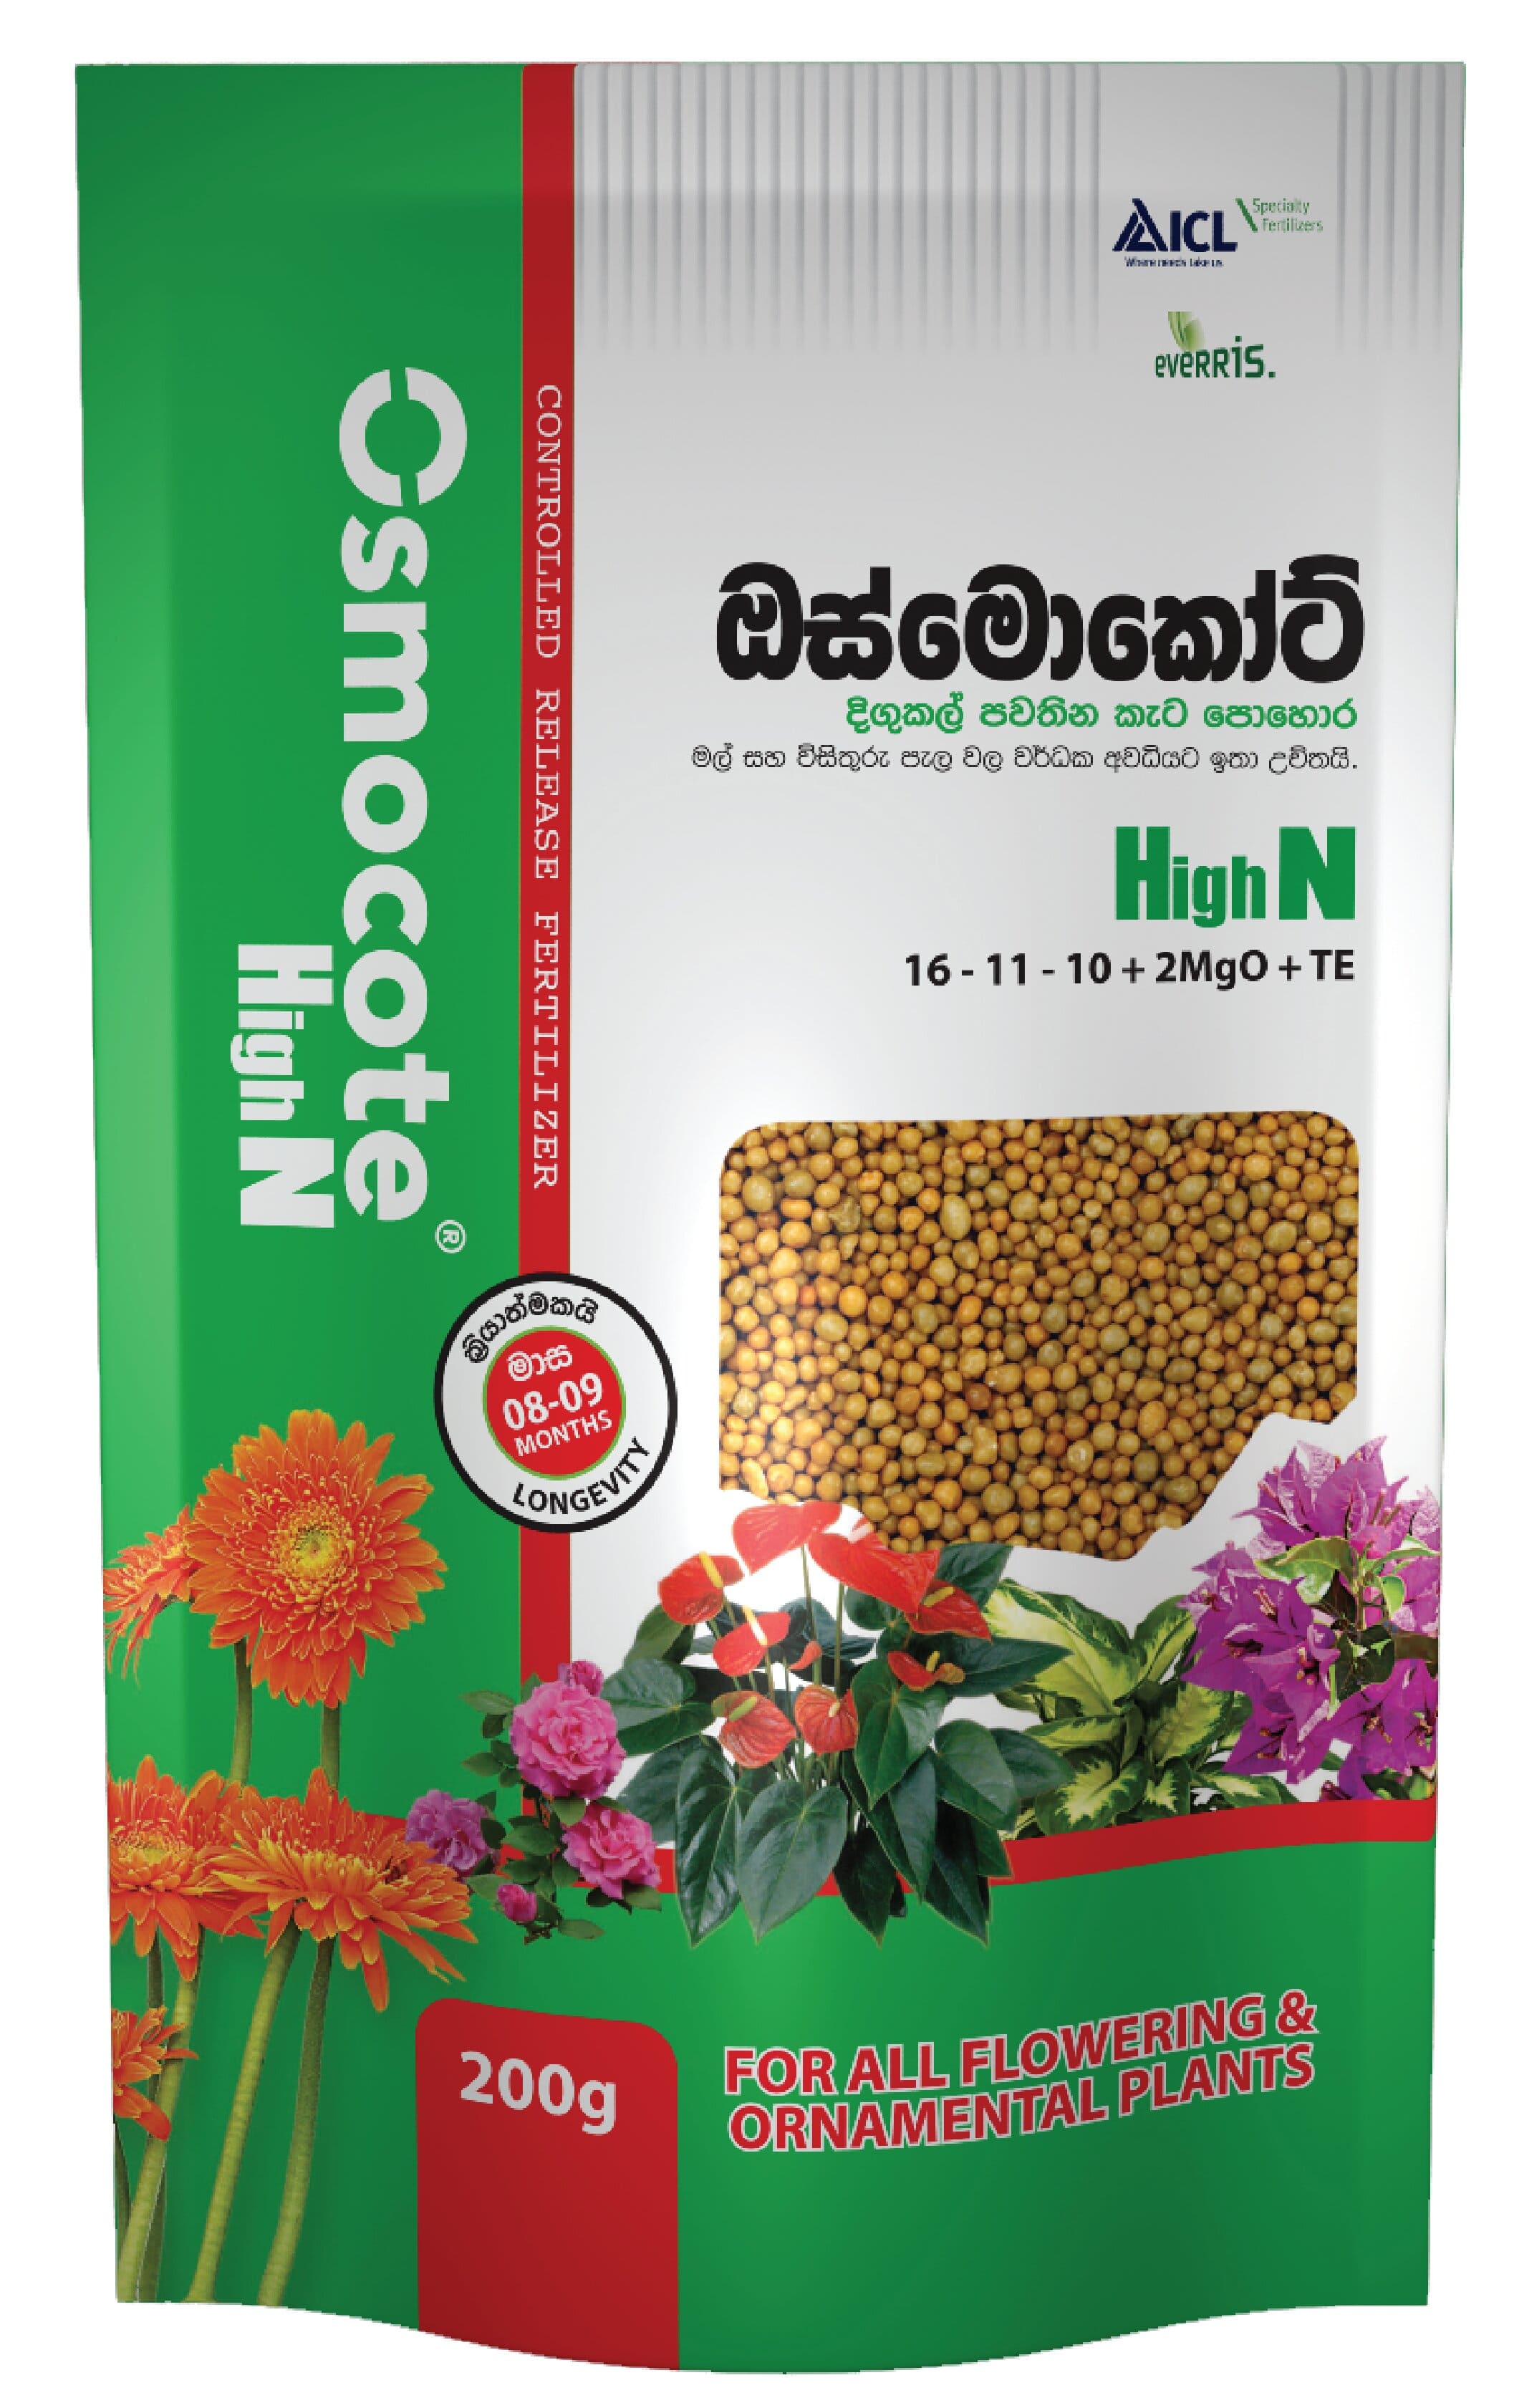 AICL
Specialty
Fertilizers
Where needs take us
everris.
Osmocote®
High N
CONTROLLED RELEASE FERTILIZER
ඔස්මොකෝට්
දිගුකල් පවතින කැට පොහොර
මල් සහ විසිතුරු පැල වල වර්ධක අවධියට ඉතා උචිතයි.
High N
16 - 11 - 10 + 2MgO + TE
ක්‍රියාත්මකයි
මාස
08-09
MONTHS
LONGEVITY
200g
FOR ALL FLOWERING &
ORNAMENTAL PLANTS